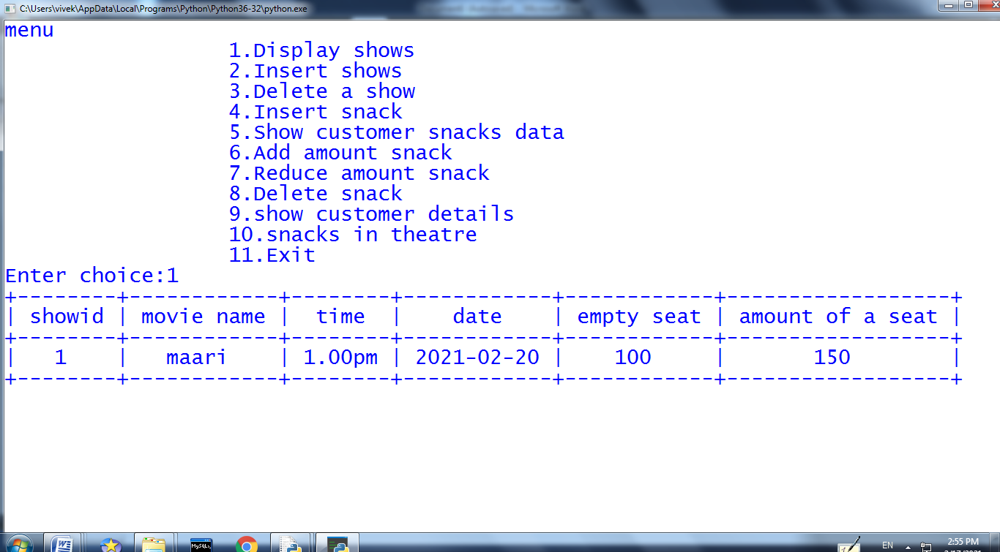 C:\Users\vivek\AppData\Local\Programs\Python\Python36-32\python.exe
menu
1.Display shows
2.Insert shows
3.Delete a show
4.Insert snack
5.Show customer snacks data
6.Add amount snack
7.Reduce amount snack
8.Delete snack
9.show customer details
10.snacks in theatre
11.Exit
Enter choice:1
+--------+------------+--------+------------+------------+------------------+
| showid | movie name |  time  |    date    | empty seat | amount of a seat |
+--------+------------+--------+------------+------------+------------------+
|   1    |   maari    | 1.00pm | 2021-02-20 |    100     |       150        |
+--------+------------+--------+------------+------------+------------------+
MySQL
EN
2:55 PM